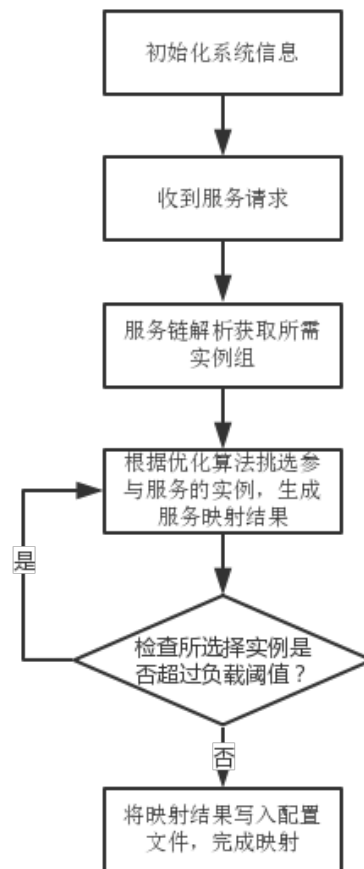 初始化系统信息
收到服务请求
服务链解析获取所需
实例组
根据优化算法挑选参
与服务的实例，生成
服务映射结果
是
检查所选择实例是
否超过负载阈值？
否
将映射结果写入配置
文件，完成映射